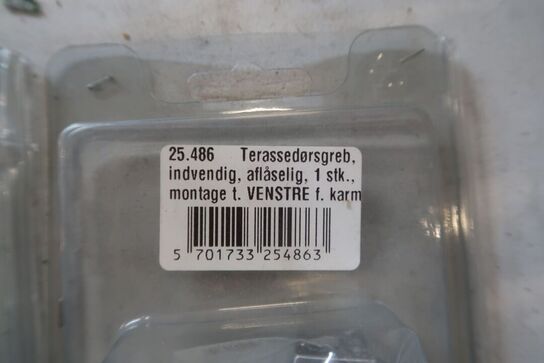 25.486 Terassedørsgreb,
indvendig, aflåselig, 1 stk.,
montage t. VENSTRE f. karm
5 701733 254863